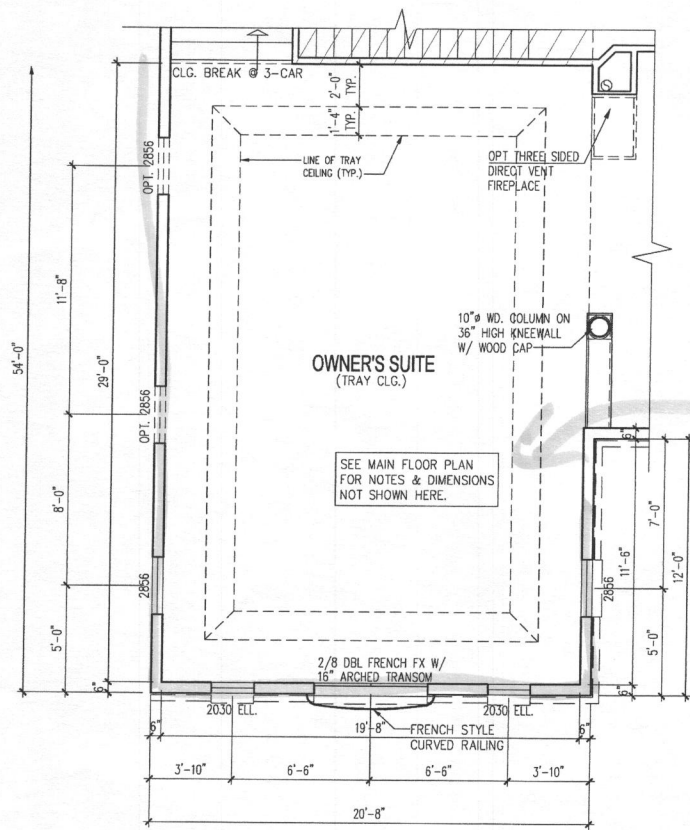 CLG. BREAK @ 3-CAR
2'-0"
TYP.
1'-4"
TYP.
LINE OF TRAY
CEILING (TYP.)
OPT THREE SIDED
DIRECT VENT
FIREPLACE
OPT. 2856
11'-8"
54'-0"
29'-0"
10"ø WD. COLUMN ON
36" HIGH KNEEWALL
W/ WOOD CAP
OWNER'S SUITE
(TRAY CLG.)
OPT. 2856
6"
SEE MAIN FLOOR PLAN
FOR NOTES & DIMENSIONS
NOT SHOWN HERE.
8'-0"
7'-0"
11'-6"
12'-0"
2856
2856
5'-0"
5'-0"
2/8 DBL FRENCH FX W/
16" ARCHED TRANSOM
6"
6"
2030 ELL.
2030 ELL.
6"
19'-8"
6"
FRENCH STYLE
CURVED RAILING
3'-10"
6'-6"
6'-6"
3'-10"
20'-8"